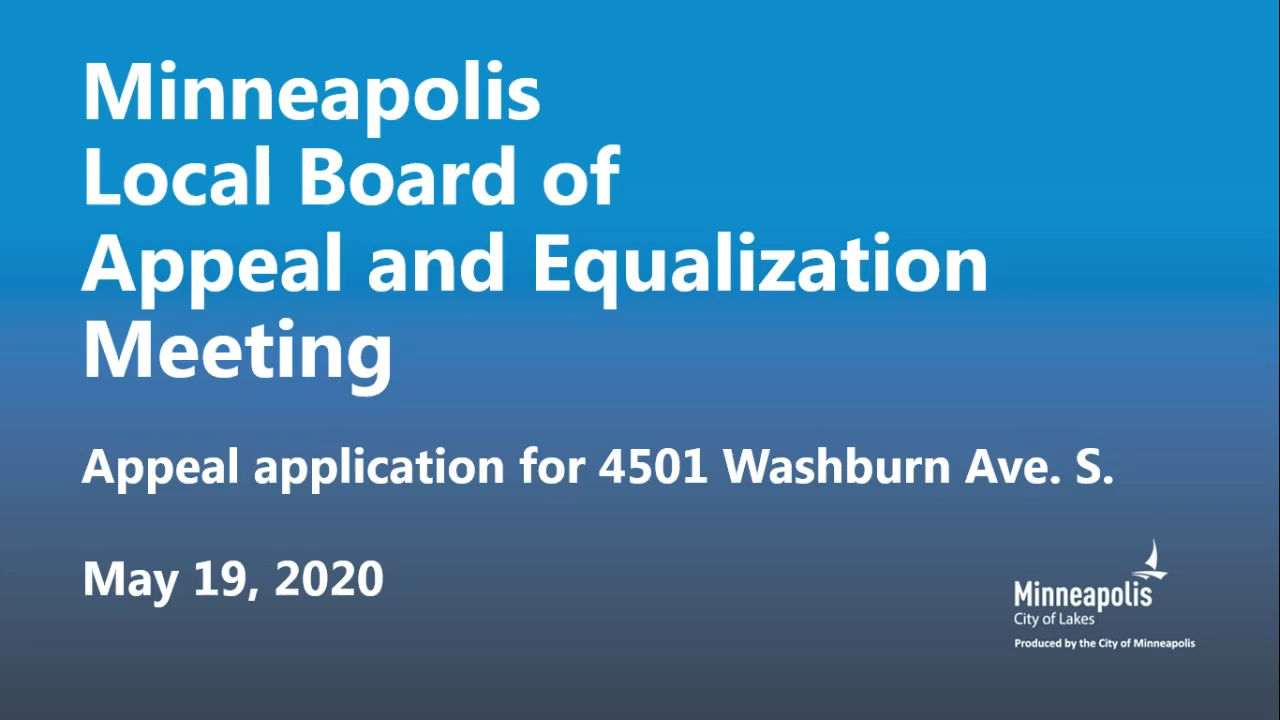 Minneapolis
Local Board of
Appeal and Equalization
Meeting
Appeal application for 4501 Washburn Ave. S.
May 19, 2020
Minneapolis
City of Lakes
Produced by the City of Minneapolis